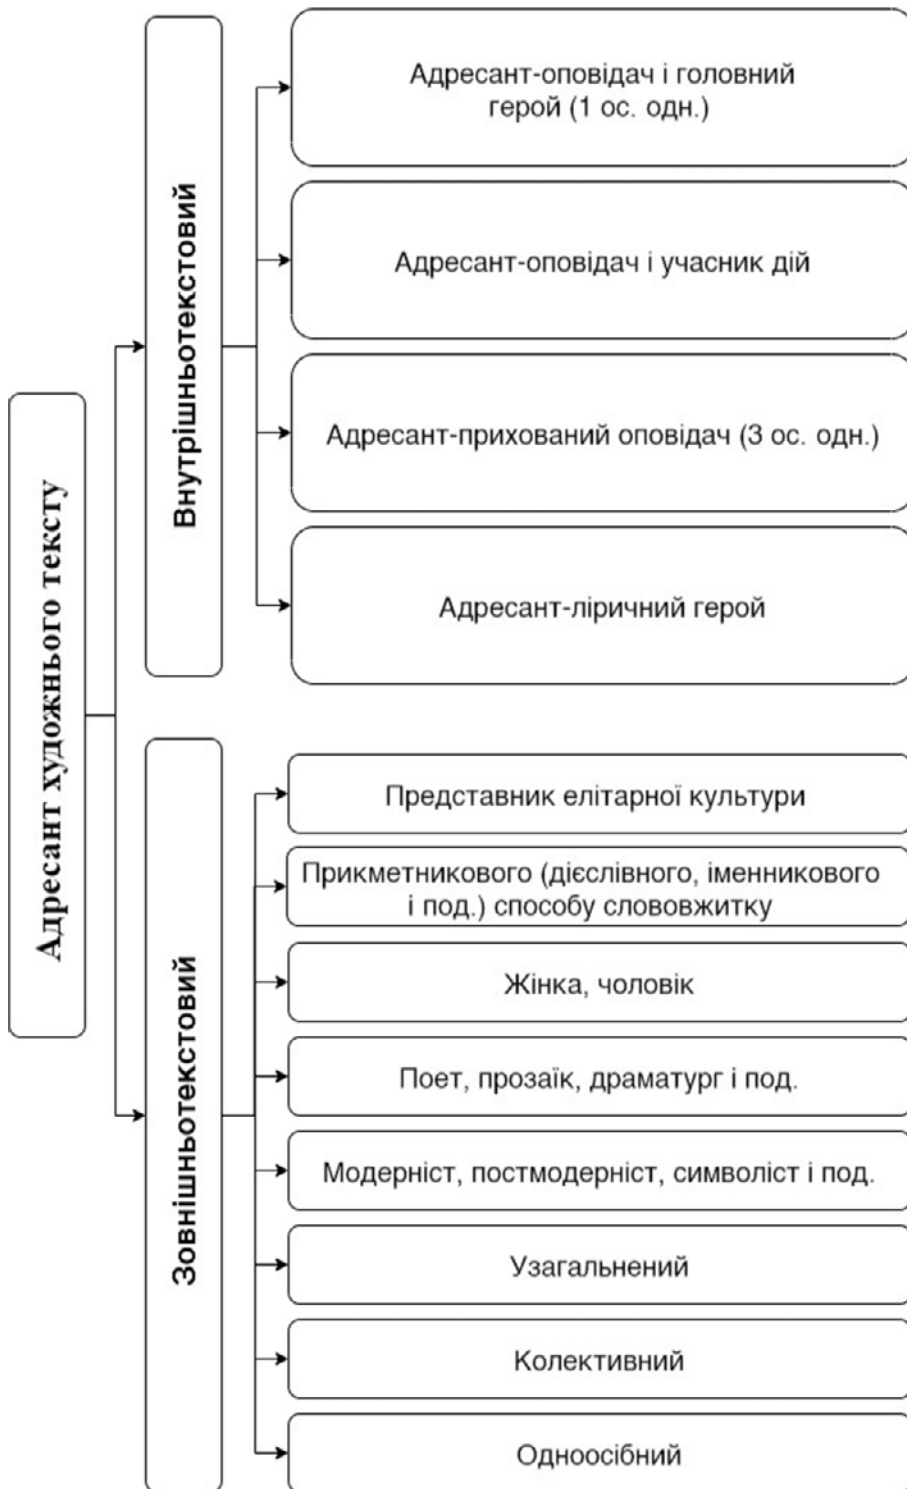 Адресант художнього тексту
Внутрішньотекстовий
Адресант-оповідач і головний
герой (1 ос. одн.)
Адресант-оповідач і учасник дій
Адресант-прихований оповідач (3 ос. одн.)
Адресант-ліричний герой
Зовнішньотекстовий
Представник елітарної культури
Прикметникового (дієслівного, іменникового
і под.) способу слововжитку
Жінка, чоловік
Поет, прозаїк, драматург і под.
Модерніст, постмодерніст, символіст і под.
Узагальнений
Колективний
Одноосібний